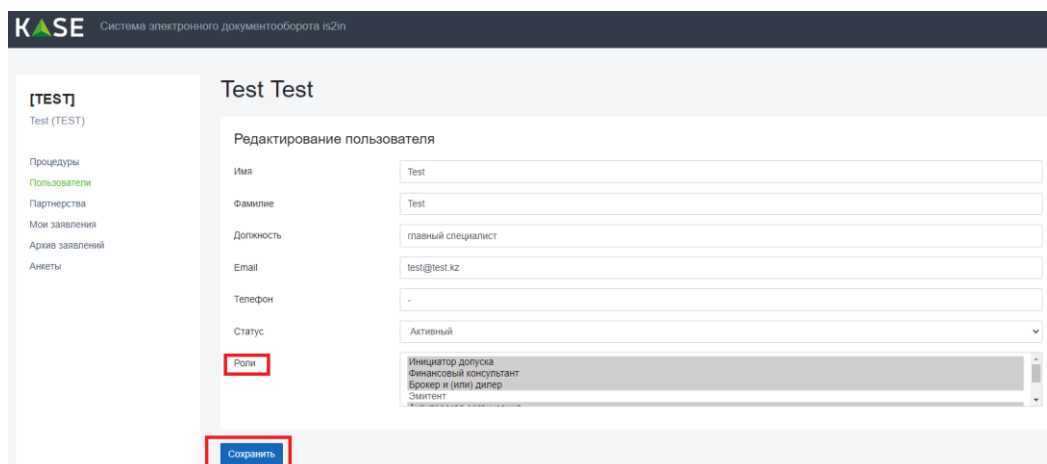 KASE Система электронного документооборота is2in
[TEST]
Test (TEST)
Процедуры
Пользователи
Партнерства
Мои заявления
Архив заявлений
Анкеты
Test Test
Редактирование пользователя
Имя Test
Фамилие Test
Должность главный специалист
Email test@test.kz
Телефон -
Статус Активный
Роли Инициатор допуска
Финансовый консультант
Брокер и (или) дилер
Эмитент
Сохранить